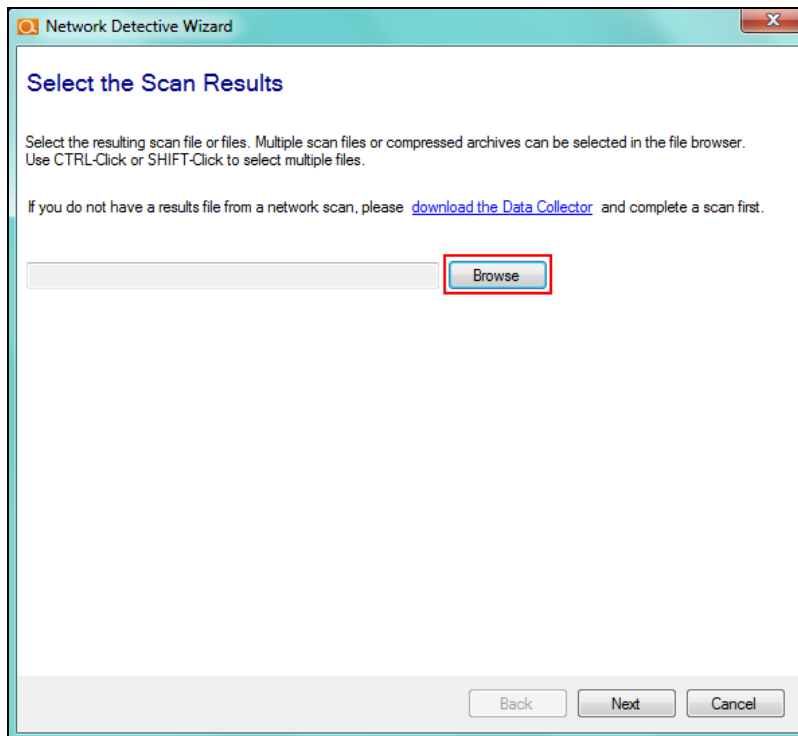 Network Detective Wizard
x
Select the Scan Results
Select the resulting scan file or files. Multiple scan files or compressed archives can be selected in the file browser.
Use CTRL-Click or SHIFT-Click to select multiple files.
If you do not have a results file from a network scan, please download the Data Collector and complete a scan first.
Browse
Back Next Cancel